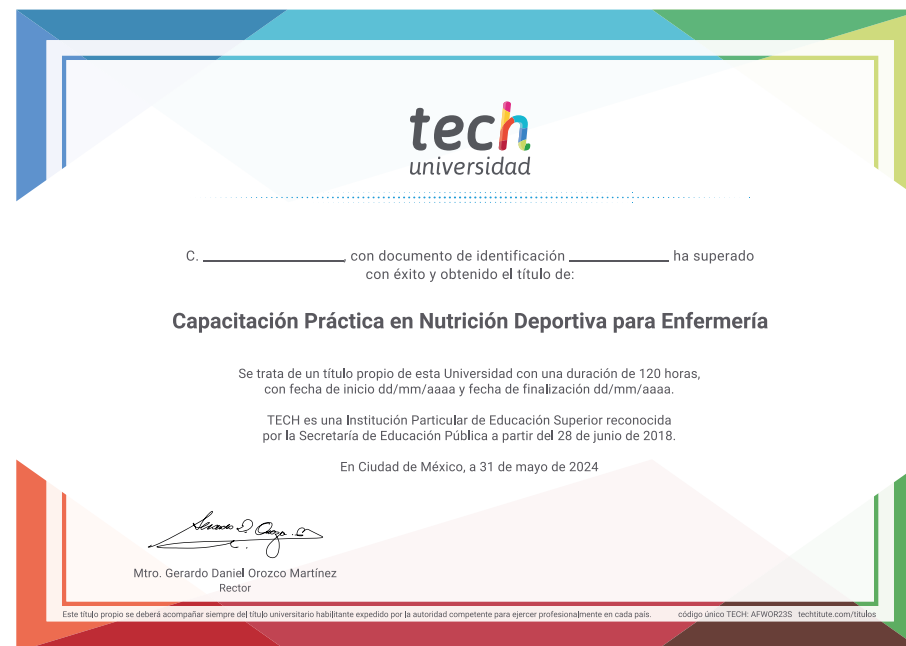 tech
universidad
C. ____________, con documento de identificación ____________ ha superado
con éxito y obtenido el título de:
Capacitación Práctica en Nutrición Deportiva para Enfermería
Se trata de un título propio de esta Universidad con una duración de 120 horas,
con fecha de inicio dd/mm/aaaa y fecha de finalización dd/mm/aaaa.
TECH es una Institución Particular de Educación Superior reconocida
por la Secretaría de Educación Pública a partir del 28 de junio de 2018.
En Ciudad de México, a 31 de mayo de 2024
Mtro. Gerardo Daniel Orozco Martínez
Rector
Este título propio se deberá acompañar siempre del título universitario habilitante expedido por la autoridad competente para ejercer profesionalmente en cada país. código único TECH: AFWOR23S techtitute.com/titulos